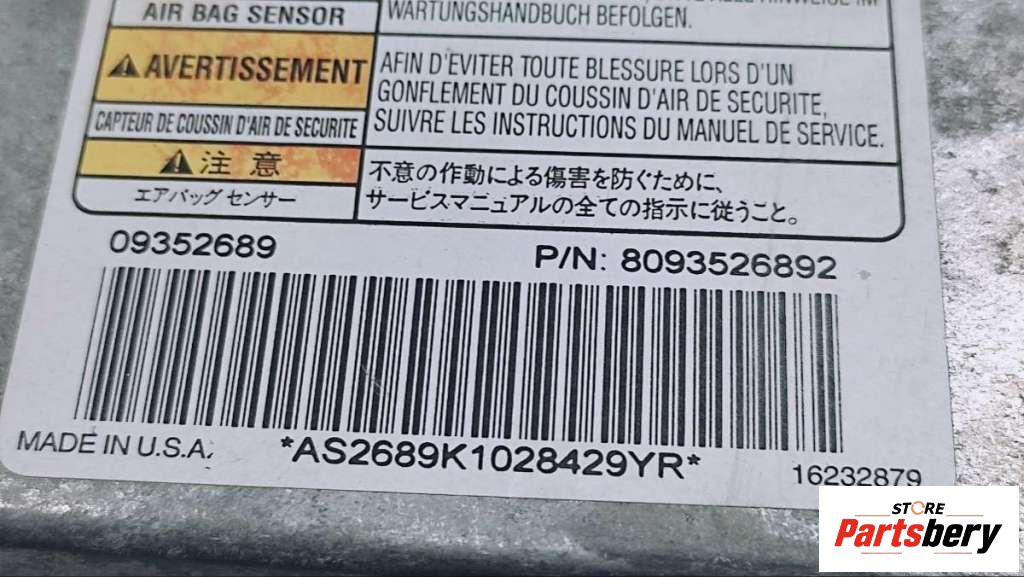 AIR BAG SENSOR
WARTUNGSHANDBUCH BEFOLGEN.
AVERTISSEMENT
CAPTEUR DE COUSSIN D'AIR DE SECURITE
AFIN D'EVITER TOUTE BLESSURE LORS D'UN
GONFLEMENT DU COUSSIN D'AIR DE SECURITE,
SUIVRE LES INSTRUCTIONS DU MANUEL DE SERVICE.
注意
エアバッグセンサー
不意の作動による傷害を防ぐために、
サービスマニュアルの全ての指示に従うこと。
09352689
P/N: 8093526892
MADE IN U.S.A.
*AS2689K1028429YR*
16232879
STORE
Partsbery